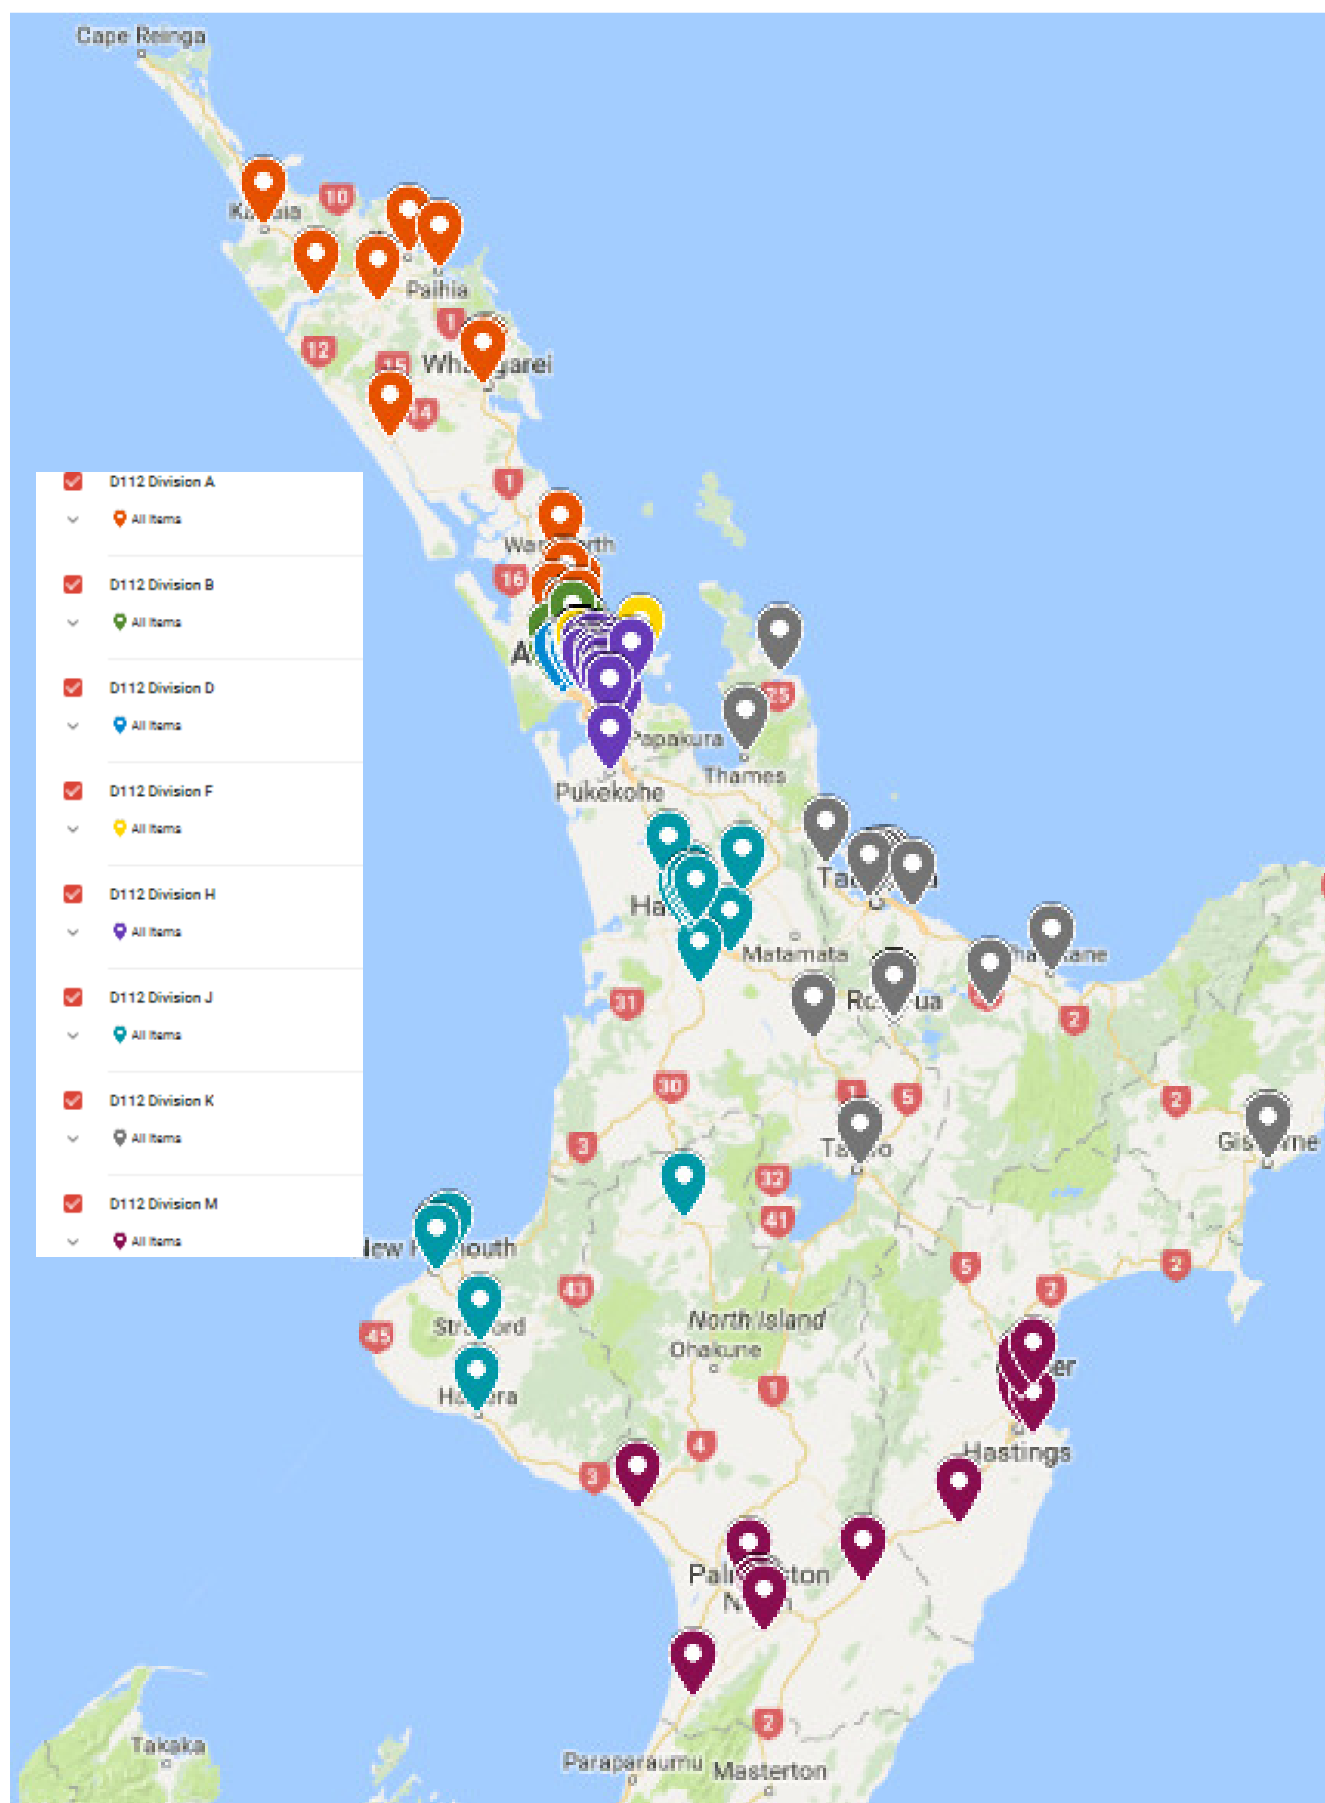 Cape Reinga
10
Paihia
1
12
15
14
1
D112 Division A
All Items
D112 Division B
All Items
D112 Division D
All Items
D112 Division F
All Items
D112 Division H
All Items
D112 Division J
All Items
D112 Division K
All Items
D112 Division M
All Items
16
25
Papakura
Thames
Pukekohe
Matamata
31
2
30
1
5
2
3
32
41
5
2
43
2
45
North Island
Ohakune
1
4
Hastings
3
2
Takaka
Paraparaumu
Masterton